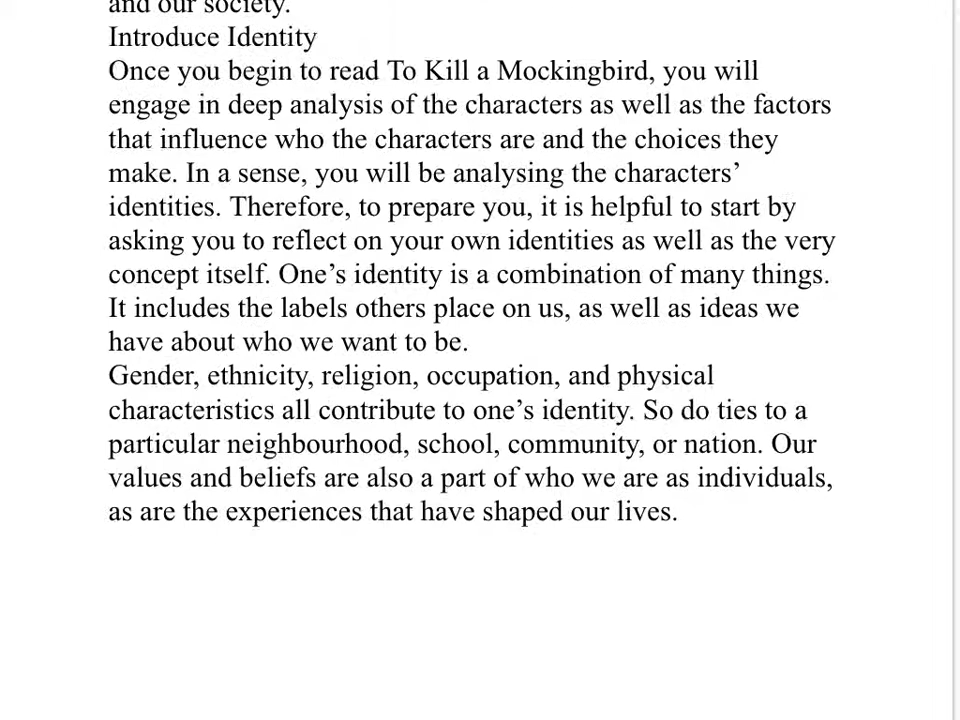 and our society.
Introduce Identity
Once you begin to read To Kill a Mockingbird, you will
engage in deep analysis of the characters as well as the factors
that influence who the characters are and the choices they
make. In a sense, you will be analysing the characters’
identities. Therefore, to prepare you, it is helpful to start by
asking you to reflect on your own identities as well as the very
concept itself. One’s identity is a combination of many things.
It includes the labels others place on us, as well as ideas we
have about who we want to be.
Gender, ethnicity, religion, occupation, and physical
characteristics all contribute to one’s identity. So do ties to a
particular neighbourhood, school, community, or nation. Our
values and beliefs are also a part of who we are as individuals,
as are the experiences that have shaped our lives.